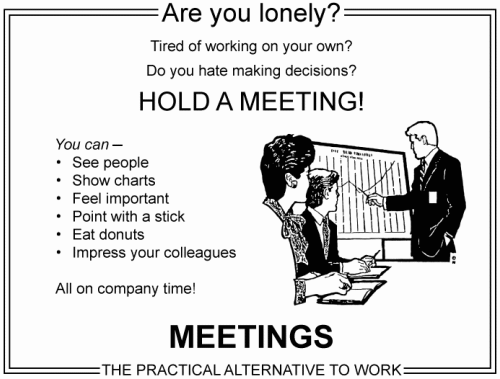 Are you lonely?
Tired of working on your own?
Do you hate making decisions?
HOLD A MEETING!
You can –
• See people
• Show charts
• Feel important
• Point with a stick
• Eat donuts
• Impress your colleagues
All on company time!
MEETINGS
THE PRACTICAL ALTERNATIVE TO WORK